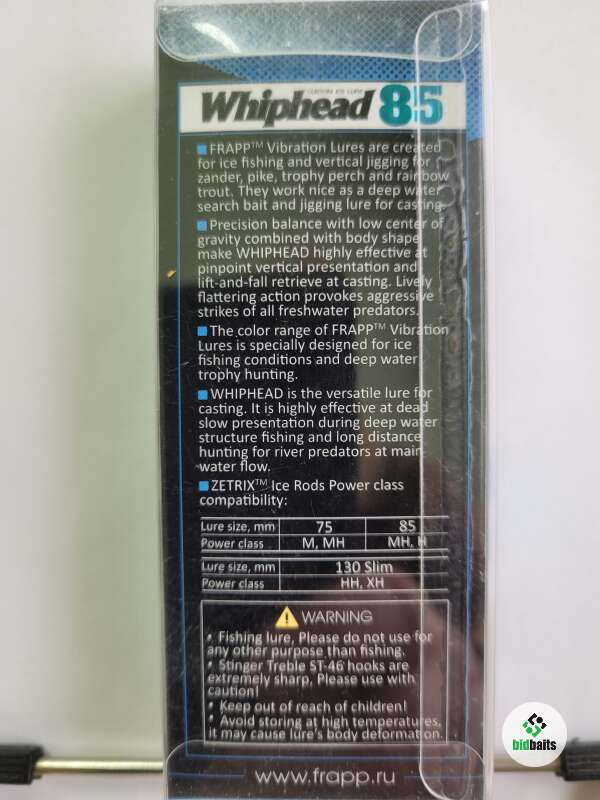 CUSTOM ICE LURE
Whiphead 85
FRAPP™ Vibration Lures are created
for ice fishing and vertical jigging for
zander, pike, trophy perch and rainbow
trout. They work nice as a deep water
search bait and jigging lure for casting.
Precision balance with low center of
gravity combined with body shape
make WHIPHEAD highly effective at
pinpoint vertical presentation and
lift-and-fall retrieve at casting. Lively
flattering action provokes aggressive
strikes of all freshwater predators.
The color range of FRAPP™ Vibration
Lures is specially designed for ice
fishing conditions and deep water
trophy hunting.
WHIPHEAD is the versatile lure for
casting. It is highly effective at dead
slow presentation during deep water
structure fishing and long distance
hunting for river predators at main
water flow.
ZETRIX™ Ice Rods Power class
compatibility:
Lure size, mm 75 85
Power class M, MH MH, H
Lure size, mm 130 Slim
Power class HH, XH
WARNING
• Fishing lure, Please do not use for
any other purpose than fishing.
• Stinger Treble ST-46 hooks are
extremely sharp, Please use with
caution!
• Keep out of reach of children!
• Avoid storing at high temperatures,
it may cause lure's body deformation.
www.frapp.ru
bidbaits